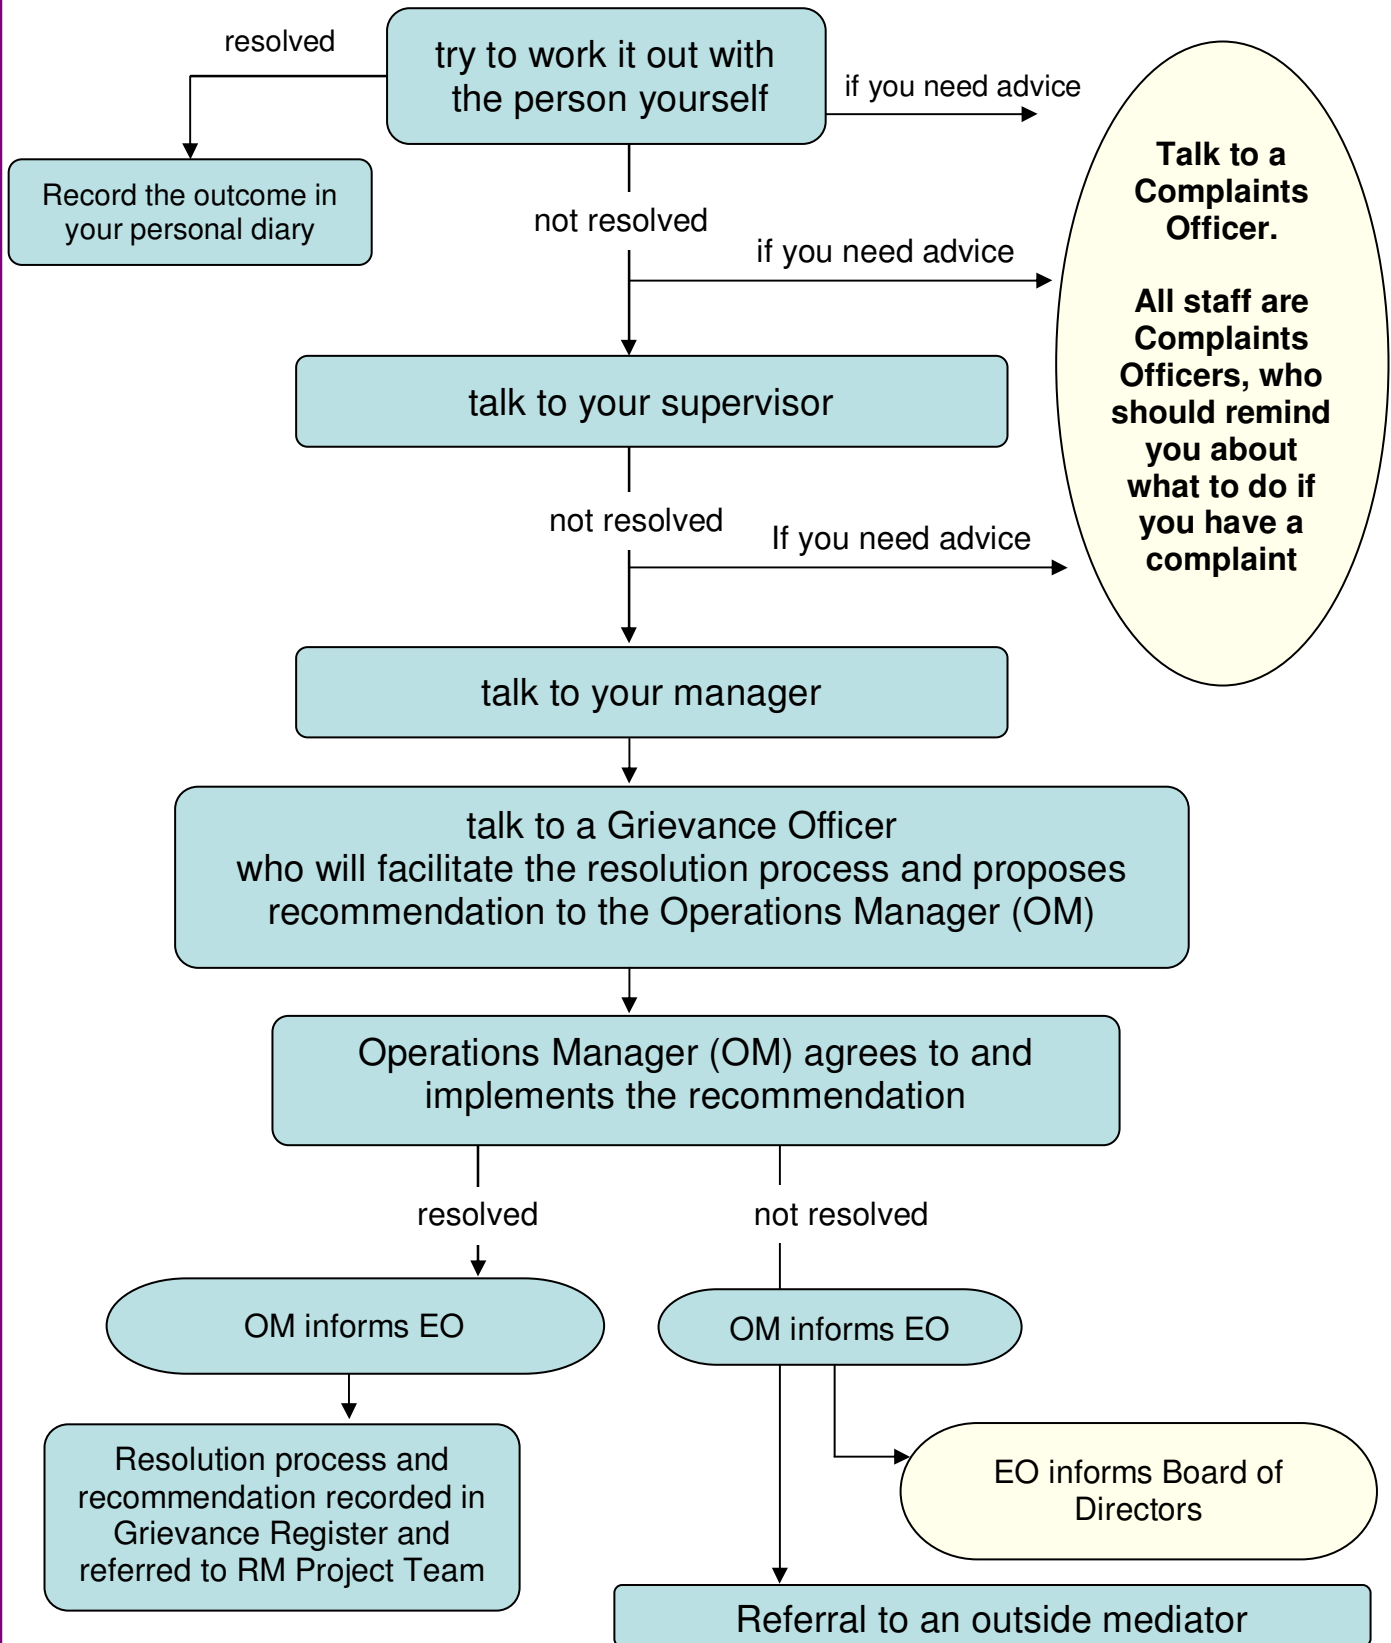 resolved
try to work it out with
the person yourself
if you need advice
Record the outcome in
your personal diary
not resolved
if you need advice
Talk to a
Complaints
Officer.
All staff are
Complaints
Officers, who
should remind
you about
what to do if
you have a
complaint
talk to your supervisor
not resolved
If you need advice
talk to your manager
talk to a Grievance Officer
who will facilitate the resolution process and proposes
recommendation to the Operations Manager (OM)
Operations Manager (OM) agrees to and
implements the recommendation
resolved
not resolved
OM informs EO
OM informs EO
Resolution process and
recommendation recorded in
Grievance Register and
referred to RM Project Team
EO informs Board of
Directors
Referral to an outside mediator